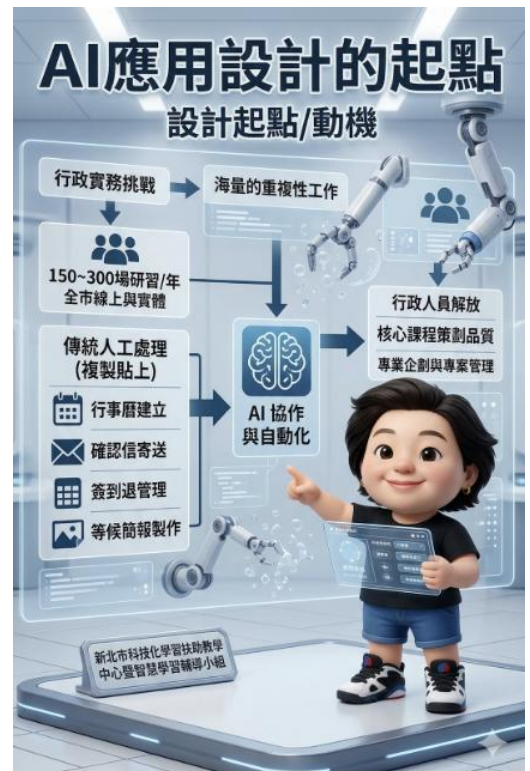 AI應用設計的起點
設計起點/動機
行政實務挑戰
海量的重複性工作
150~300場研習/年
全市線上與實體
傳統人工處理
(複製貼上)
行事曆建立
確認信寄送
簽到退管理
等候簡報製作
AI 協作
與自動化
行政人員解放
核心課程策劃品質
專業企劃與專案管理
新北市科技化學習扶助教學
中心暨智慧學習輔導小組